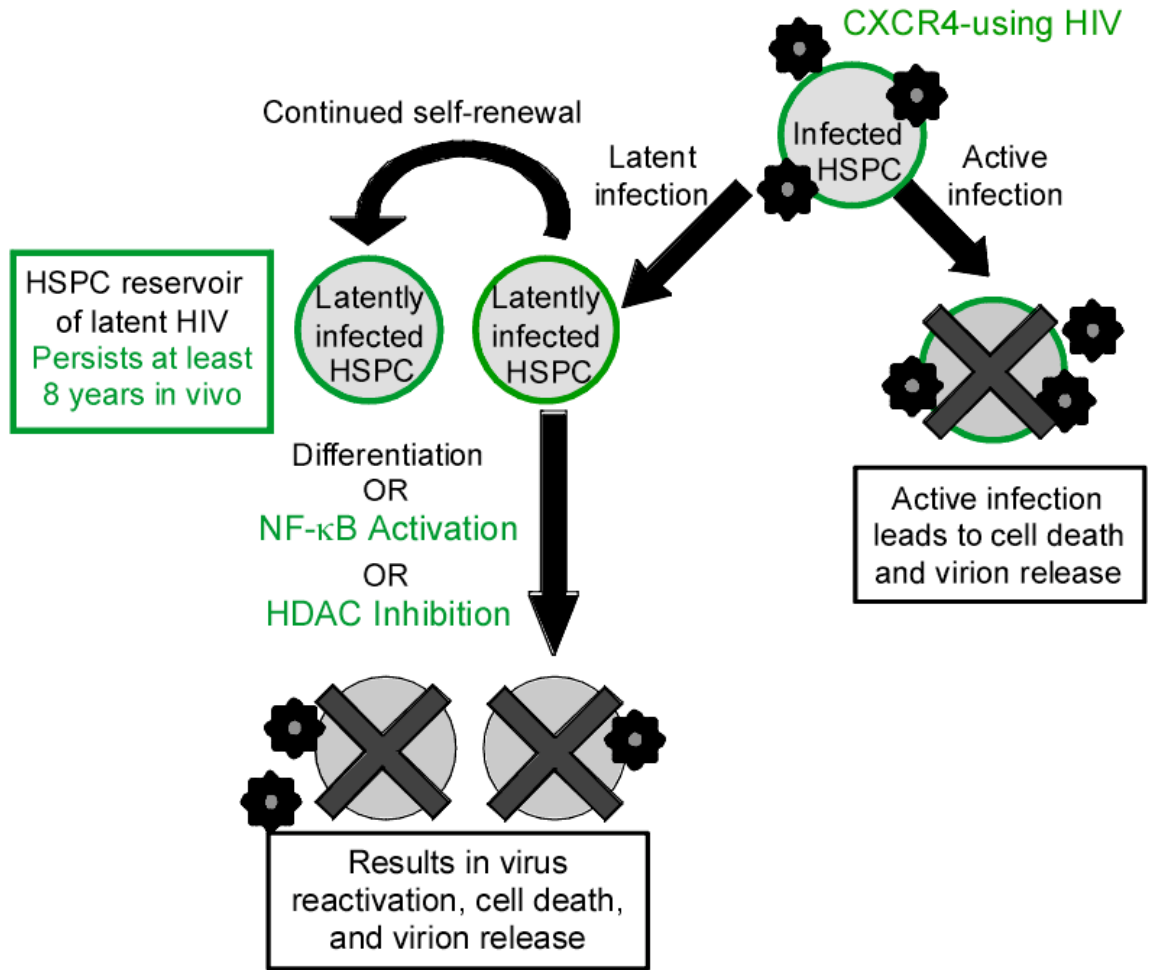 CXCR4-using HIV
Infected
HSPC
Continued self-renewal
Latent
infection
Active
infection
HSPC reservoir
of latent HIV
Persists at least
8 years in vivo
Latently
infected
HSPC
Latently
infected
HSPC
Differentiation
OR
NF-κB Activation
OR
HDAC Inhibition
Active infection
leads to cell death
and virion release
Results in virus
reactivation, cell death,
and virion release